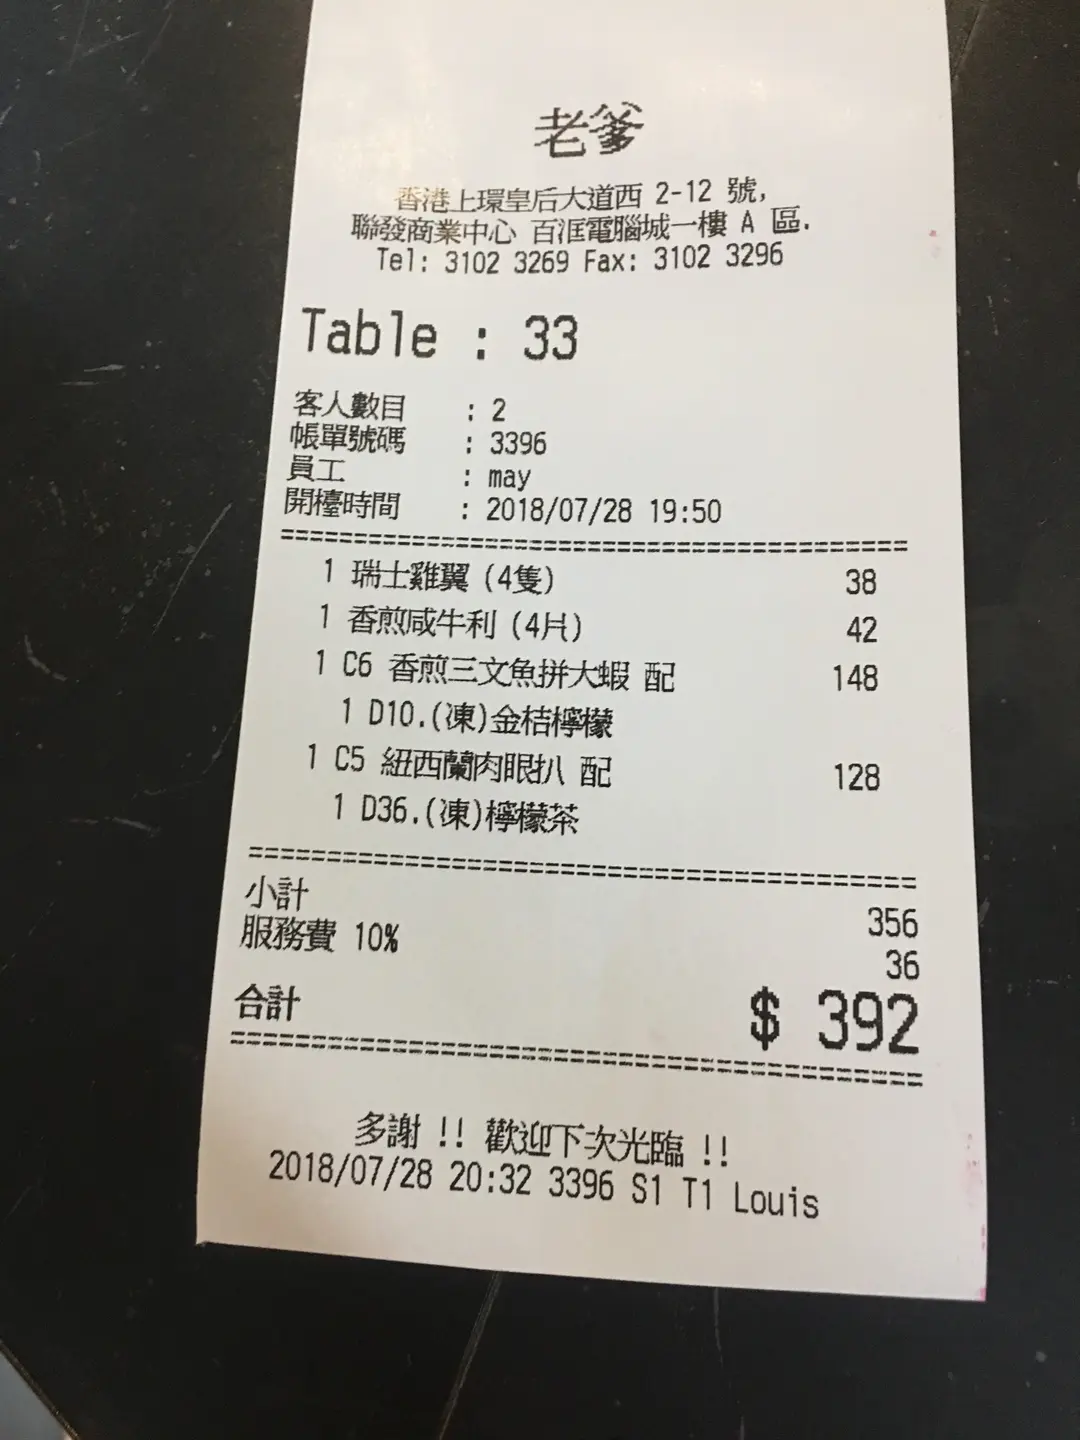 老爹
香港上環皇后大道西 2-12 號,
聯發商業中心 百滙電腦城一樓 A 區.
Tel: 3102 3269 Fax: 3102 3296
Table : 33
客人數目 : 2
帳單號碼 : 3396
員工 : may
開檯時間 : 2018/07/28 19:50
1 瑞士雞翼 (4隻) 38
1 香煎咸牛利 (4片) 42
1 C6 香煎三文魚拼大蝦 配 148
1 D10.(凍)金桔檸檬
1 C5 紐西蘭肉眼扒 配 128
1 D36.(凍)檸檬茶
小計 356
服務費 10% 36
合計 $ 392
多謝 !! 歡迎下次光臨 !!
2018/07/28 20:32 3396 S1 T1 Louis